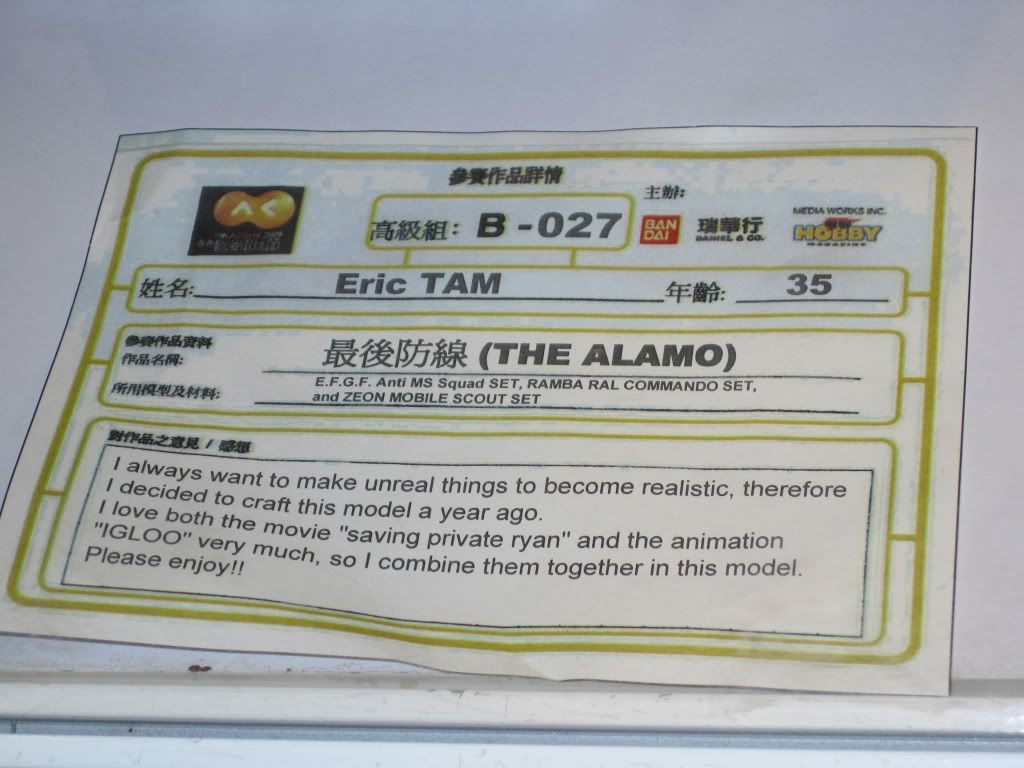 參賽作品詳情
AC
2009
高級組: B - 027
主辦:
BAN
DAI
瑞華行
DANIEL & CO.
MEDIA WORKS INC.
HOBBY
MAGAZINE
姓名: Eric TAM 年齡: 35
參賽作品資料
作品名稱: 最後防線 (THE ALAMO)
所用模型及材料: E.F.G.F. Anti MS Squad SET, RAMBA RAL COMMANDO SET,
and ZEON MOBILE SCOUT SET
對作品之意見 / 感想
I always want to make unreal things to become realistic, therefore
I decided to craft this model a year ago.
I love both the movie "saving private ryan" and the animation
"IGLOO" very much, so I combine them together in this model.
Please enjoy!!